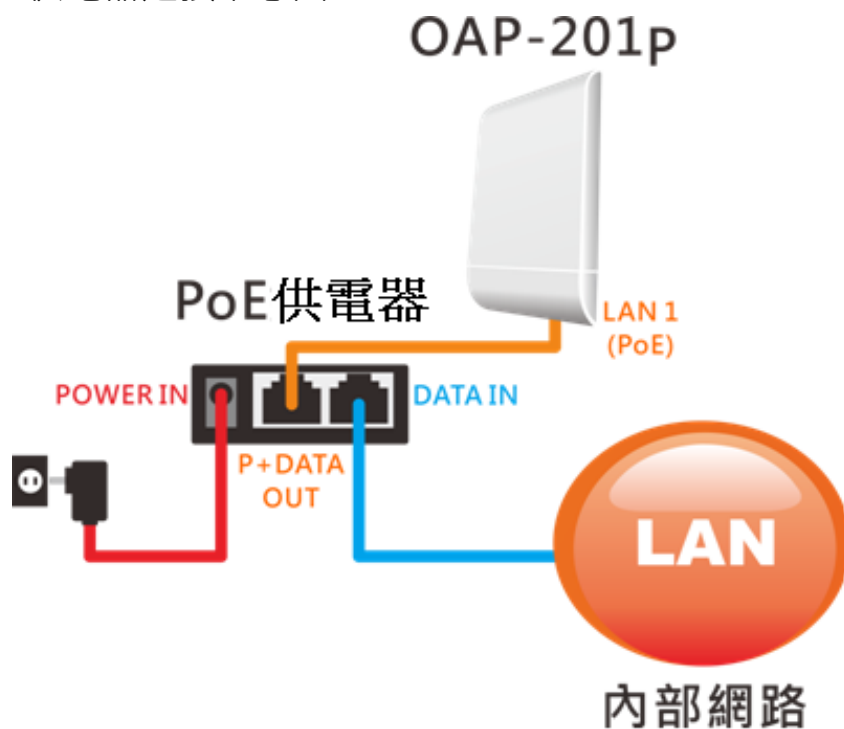 OAP-201p
PoE供電器
LAN 1
(PoE)
POWER IN
DATA IN
P+DATA
OUT
LAN
內部網路